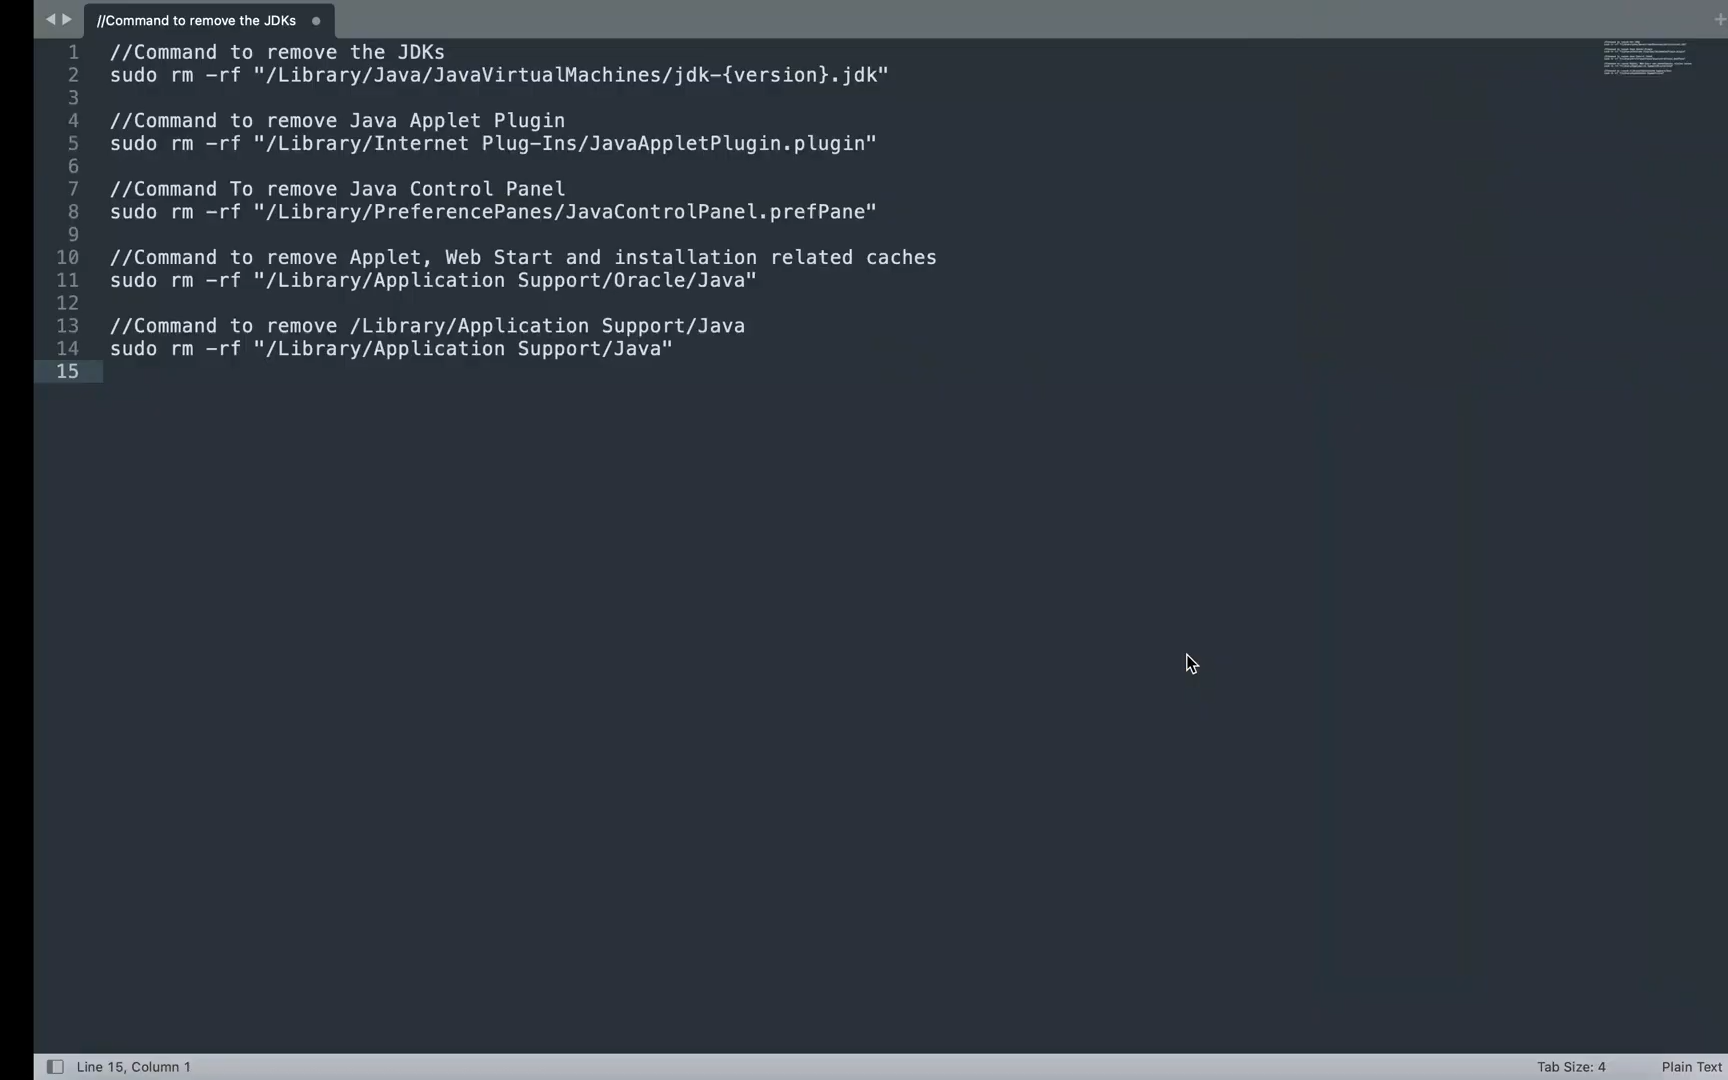 //Command to remove the JDKs
1 //Command to remove the JDKs
2 sudo rm -rf "/Library/Java/JavaVirtualMachines/jdk-{version}.jdk"
3
4 //Command to remove Java Applet Plugin
5 sudo rm -rf "/Library/Internet Plug-Ins/JavaAppletPlugin.plugin"
6
7 //Command To remove Java Control Panel
8 sudo rm -rf "/Library/PreferencePanes/JavaControlPanel.prefPane"
9
10 //Command to remove Applet, Web Start and installation related caches
11 sudo rm -rf "/Library/Application Support/Oracle/Java"
12
13 //Command to remove /Library/Application Support/Java
14 sudo rm -rf "/Library/Application Support/Java"
15
Line 15, Column 1
Tab Size: 4
Plain Text